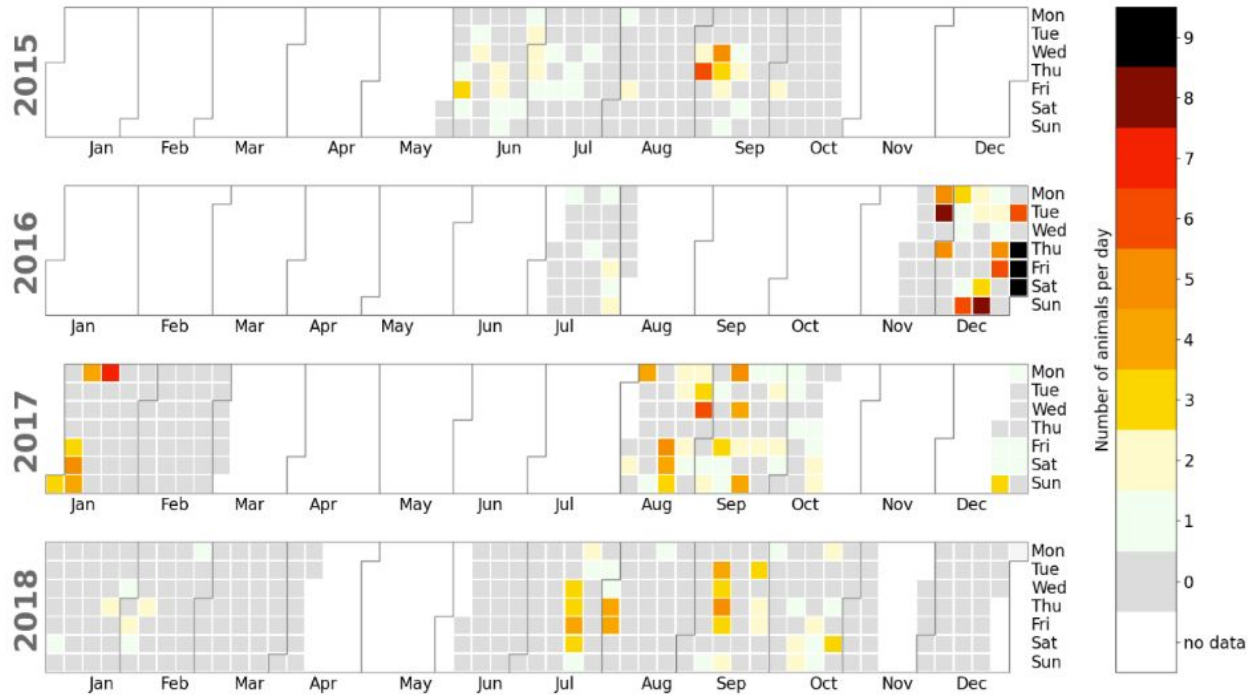 2015
Mon
Tue
Wed
Thu
Fri
Sat
Sun
Jan Feb Mar Apr May Jun Jul Aug Sep Oct Nov Dec
2016
Mon
Tue
Wed
Thu
Fri
Sat
Sun
Jan Feb Mar Apr May Jun Jul Aug Sep Oct Nov Dec
2017
Mon
Tue
Wed
Thu
Fri
Sat
Sun
Jan Feb Mar Apr May Jun Jul Aug Sep Oct Nov Dec
2018
Mon
Tue
Wed
Thu
Fri
Sat
Sun
Jan Feb Mar Apr May Jun Jul Aug Sep Oct Nov Dec
Number of animals per day
9
8
7
6
5
4
3
2
1
0
no data